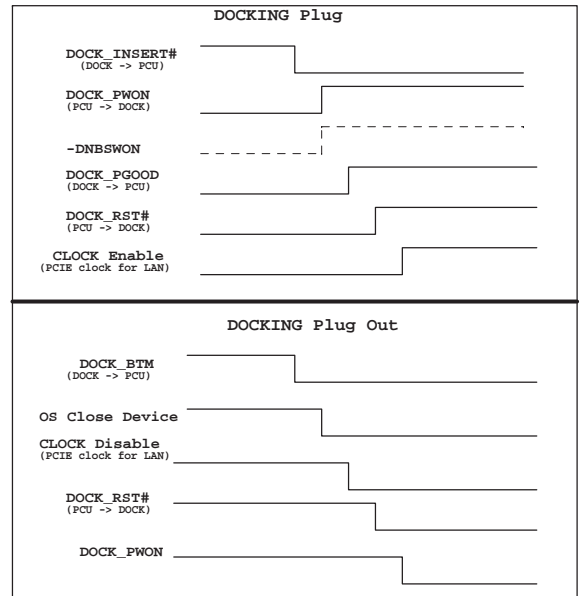 DOCKING Plug
DOCK_INSERT#
(DOCK -> PCU)
DOCK_PWON
(PCU -> DOCK)
-DNBSWON
DOCK_PGOOD
(DOCK -> PCU)
DOCK_RST#
(PCU -> DOCK)
CLOCK Enable
(PCIE clock for LAN)
DOCKING Plug Out
DOCK_BTM
(DOCK -> PCU)
OS Close Device
CLOCK Disable
(PCIE clock for LAN)
DOCK_RST#
(PCU -> DOCK)
DOCK_PWON